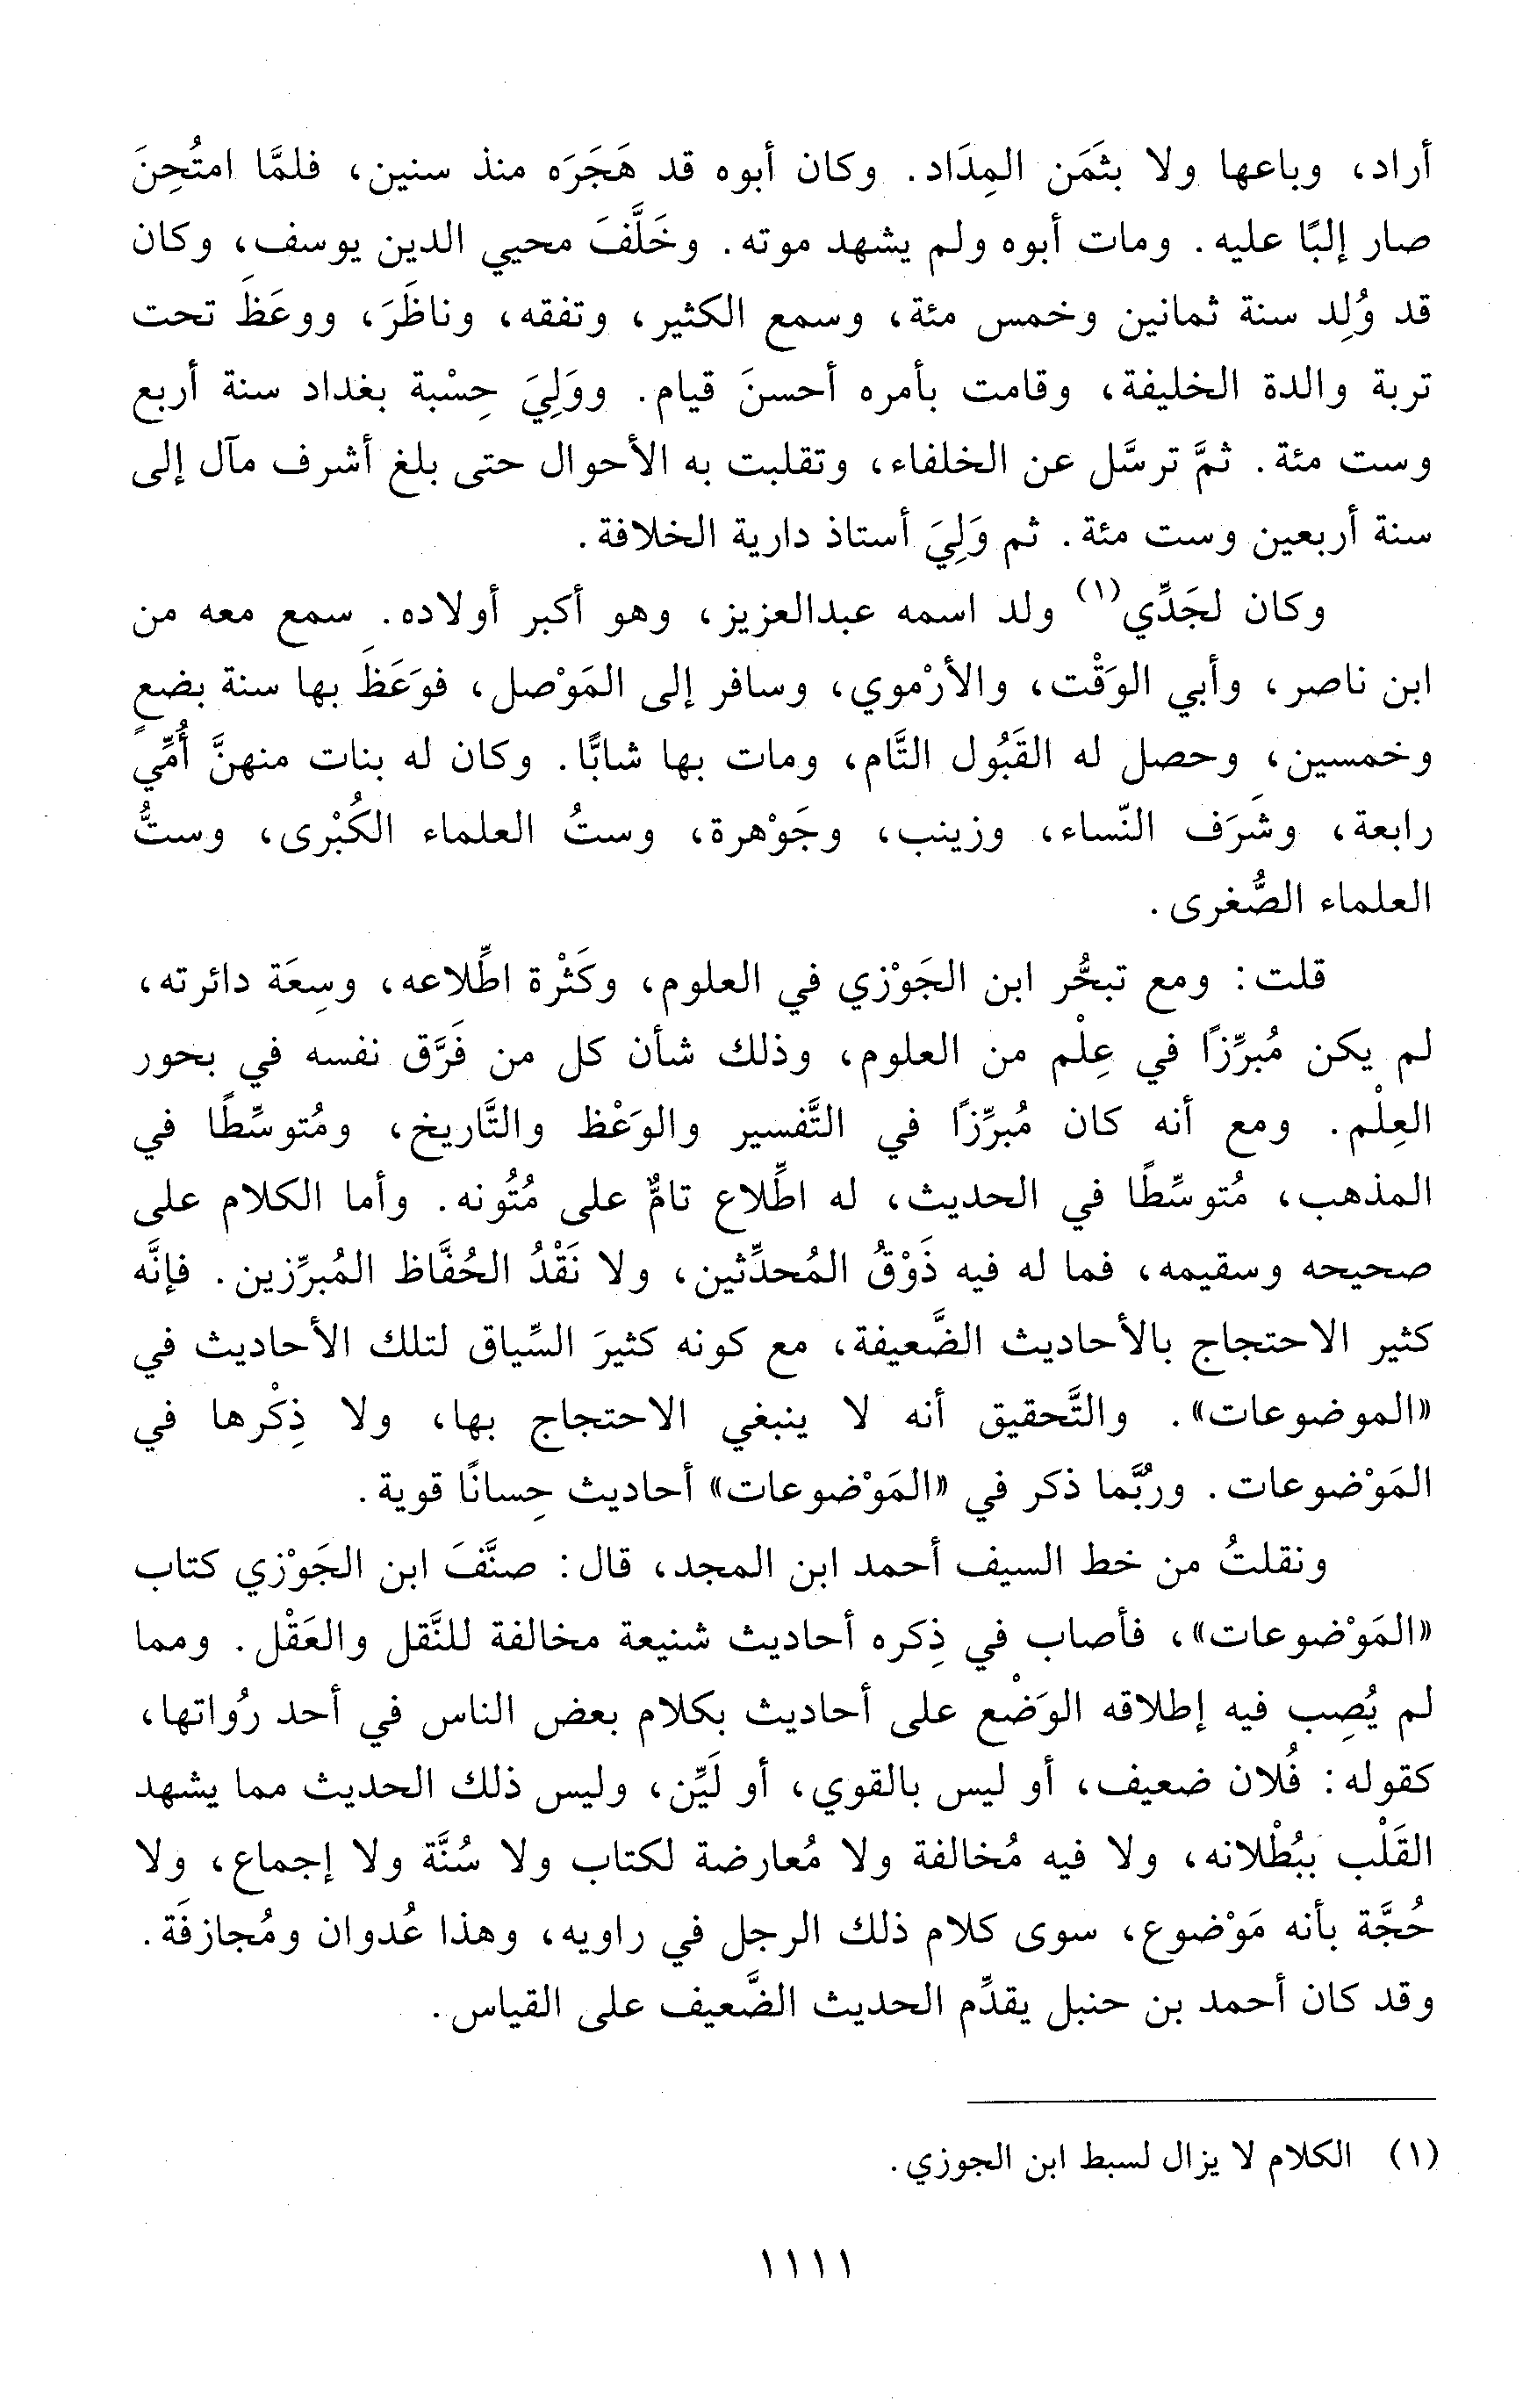 أراد، وباعها ولا بثَمَن المِدَاد. وكان أبوه قد هَجَرَه منذ سنين، فلمَّا امتُحِنَ
صار إلبًا عليه. ومات أبوه ولم يشهد موته. وخَلَّفَ محيي الدين يوسف، وكان
قد وُلِد سنة ثمانين وخمس مئة، وسمع الكثير، وتفقه، وناظَرَ، ووعَظَ تحت
تربة والدة الخليفة، وقامت بأمره أحسنَ قيام. ووَلِيَ حِسْبة بغداد سنة أربع
وست مئة. ثمَّ ترسَّل عن الخلفاء، وتقلبت به الأحوال حتى بلغ أشرف مآل إلى
سنة أربعين وست مئة. ثم وَلِيَ أستاذ دارية الخلافة.
وكان لجَدِّي(١) ولد اسمه عبدالعزيز، وهو أكبر أولاده. سمع معه من
ابن ناصر، وأبي الوَقْت، والأرْموي، وسافر إلى المَوْصل، فوَعَظَ بها سنة بضعٍ
وخمسين، وحصل له القَبُول التَّام، ومات بها شابًّا. وكان له بنات منهنَّ أُمِّي
رابعة، وشَرَف النّساء، وزينب، وجَوْهرة، وستُ العلماء الكُبْرى، وستُّ
العلماء الصُّغرى.
قلت: ومع تبحُّر ابن الجَوْزي في العلوم، وكَثْرة اطِّلاعه، وسِعَة دائرته،
لم يكن مُبرِّزًا في عِلْم من العلوم، وذلك شأن كل من فَرَّق نفسه في بحور
العِلْم. ومع أنه كان مُبرِّزًا في التَّفسير والوَعْظ والتَّاريخ، ومُتوسِّطًا في
المذهب، مُتوسِّطًا في الحديث، له اطِّلاع تامٌّ على مُتُونه. وأما الكلام على
صحيحه وسقيمه، فما له فيه ذَوْقُ المُحدِّثين، ولا نَقْدُ الحُفَّاظ المُبرِّزين. فإنَّه
كثير الاحتجاج بالأحاديث الضَّعيفة، مع كونه كثيرَ السِّياق لتلك الأحاديث في
«الموضوعات». والتَّحقيق أنه لا ينبغي الاحتجاج بها، ولا ذِكْرها في
المَوْضوعات. ورُبَّما ذكر في «المَوْضوعات» أحاديث حِسانًا قوية.
ونقلتُ من خط السيف أحمد ابن المجد، قال: صنَّفَ ابن الجَوْزي كتاب
«المَوْضوعات»، فأصاب في ذِكره أحاديث شنيعة مخالفة للنَّقل والعَقْل. ومما
لم يُصِب فيه إطلاقه الوَضْع على أحاديث بكلام بعض الناس في أحد رُواتها،
كقوله: فُلان ضعيف، أو ليس بالقوي، أو لَيِّن، وليس ذلك الحديث مما يشهد
القَلْب ببُطْلانه، ولا فيه مُخالفة ولا مُعارضة لكتاب ولا سُنَّة ولا إجماع، ولا
حُجَّة بأنه مَوْضوع، سوى كلام ذلك الرجل في راويه، وهذا عُدوان ومُجازفَة.
وقد كان أحمد بن حنبل يقدِّم الحديث الضَّعيف على القياس.
(١) الكلام لا يزال لسبط ابن الجوزي.
١١١١